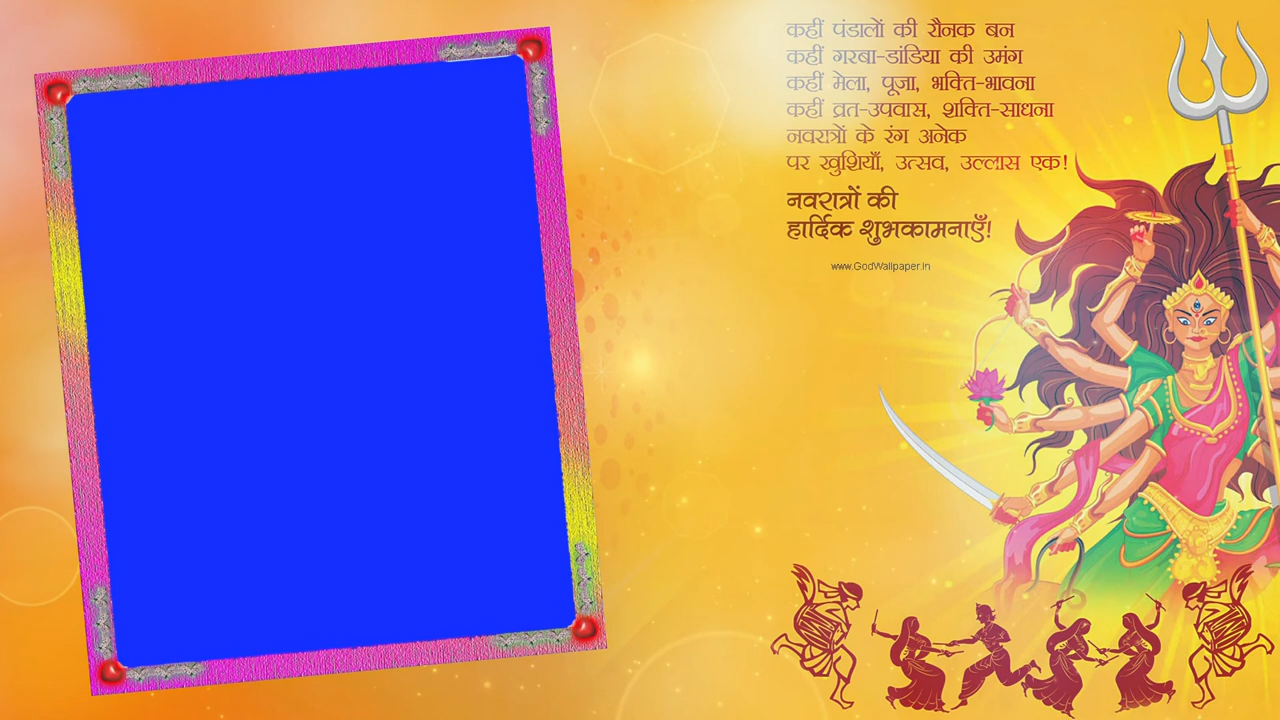 कहीं पंडालों की रौनक बन
कहीं गरबा-डांडिया की उमंग
कहीं मेला, पूजा, भक्ति-भावना
कहीं व्रत-उपवास, शक्ति-साधना
नवरात्रों के रंग अनेक
पर खुशियाँ, उत्सव, उल्लास एक!
नवरात्रों की
हार्दिक शुभकामनाएँ!
www.GodWallpaper.in